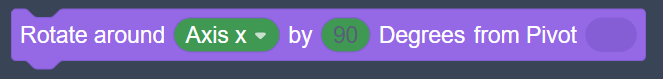 Rotate around Axis x by 90 Degrees from Pivot